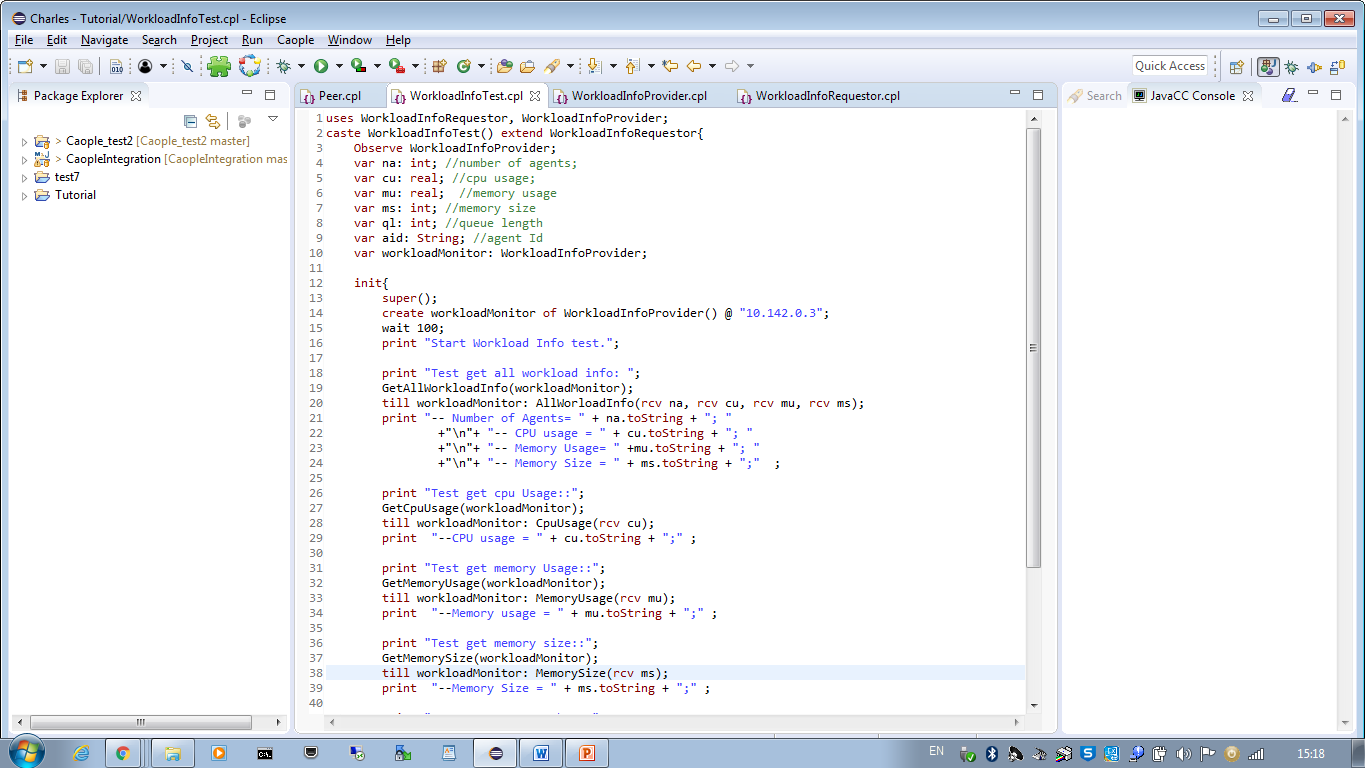 Charles - Tutorial/WorkloadInfoTest.cpl - Eclipse
File Edit Navigate Search Project Run Caople Window Help
Quick Access
Package Explorer
Peer.cpl
WorkloadInfoTest.cpl
WorkloadInfoProvider.cpl
WorkloadInfoRequestor.cpl
Search
JavaCC Console
> Caople_test2 [Caople_test2 master]
> CaopleIntegration [CaopleIntegration mas
test7
Tutorial
1 uses WorkloadInfoRequestor, WorkloadInfoProvider;
2 caste WorkloadInfoTest() extend WorkloadInfoRequestor{
3 Observe WorkloadInfoProvider;
4 var na: int; //number of agents;
5 var cu: real; //cpu usage;
6 var mu: real;  //memory usage
7 var ms: int; //memory size
8 var ql: int; //queue length
9 var aid: String; //agent Id
10 var workloadMonitor: WorkloadInfoProvider;
11
12 init{
13 super();
14 create workloadMonitor of WorkloadInfoProvider() @ "10.142.0.3";
15 wait 100;
16 print "Start Workload Info test.";
17
18 print "Test get all workload info: ";
19 GetAllWorkloadInfo(workloadMonitor);
20 till workloadMonitor: AllWorloadInfo(rcv na, rcv cu, rcv mu, rcv ms);
21 print "-- Number of Agents= " + na.toString + "; "
22 +"\n"+ "-- CPU usage = " + cu.toString + "; "
23 +"\n"+ "-- Memory Usage= " +mu.toString + "; "
24 +"\n"+ "-- Memory Size = " + ms.toString + ";"  ;
25
26 print "Test get cpu Usage::";
27 GetCpuUsage(workloadMonitor);
28 till workloadMonitor: CpuUsage(rcv cu);
29 print  "--CPU usage = " + cu.toString + ";" ;
30
31 print "Test get memory Usage::";
32 GetMemoryUsage(workloadMonitor);
33 till workloadMonitor: MemoryUsage(rcv mu);
34 print  "--Memory usage = " + mu.toString + ";" ;
35
36 print "Test get memory size::";
37 GetMemorySize(workloadMonitor);
38 till workloadMonitor: MemorySize(rcv ms);
39 print  "--Memory Size = " + ms.toString + ";" ;
40
EN
15:18